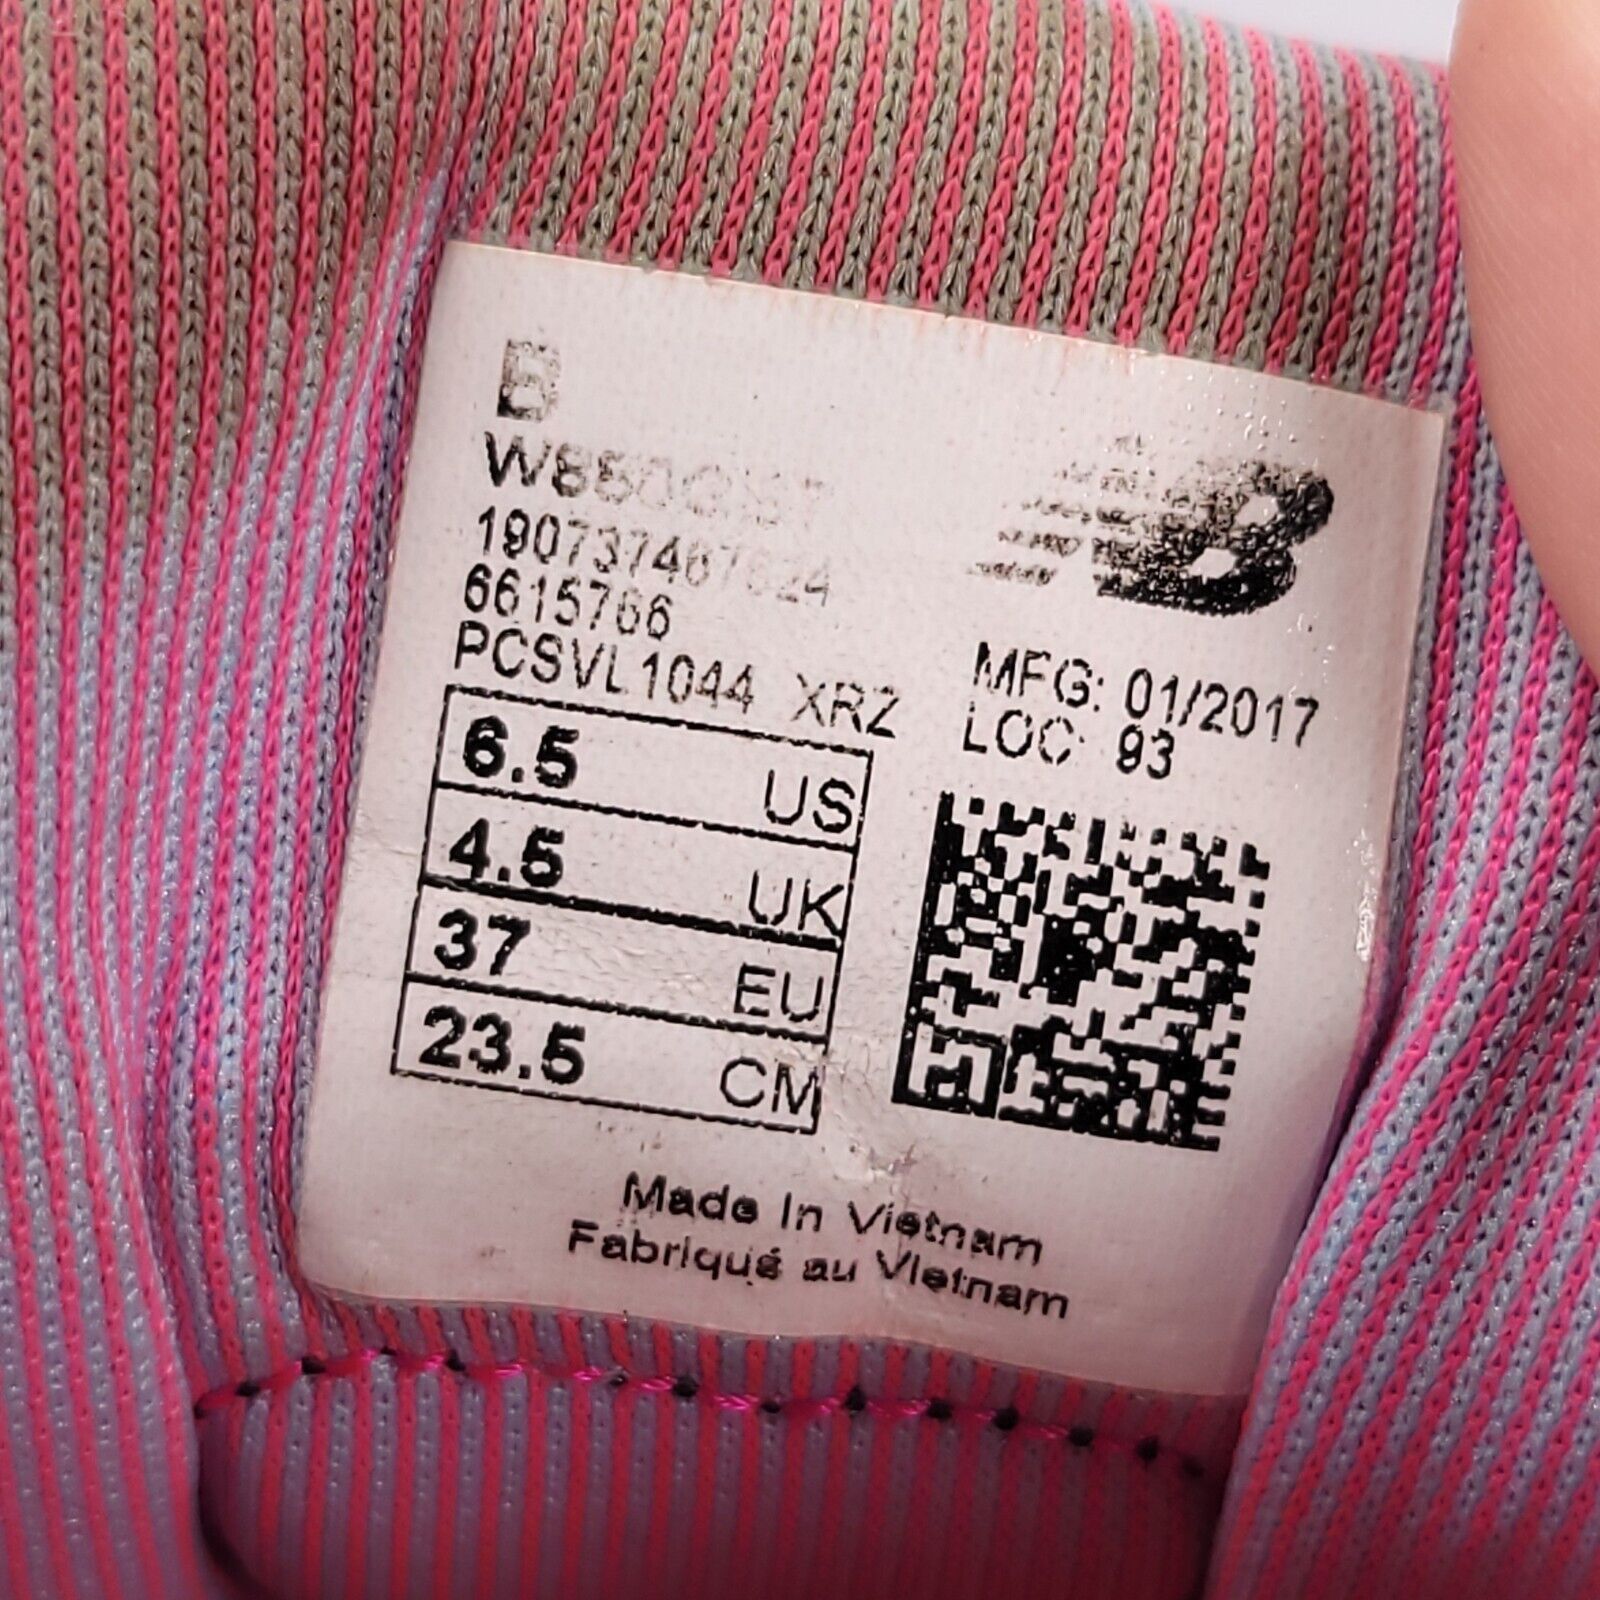 B
6615766
PCSVL1044 XRZ
MFG: 01/2017
LOC: 93
6.5 US
4.5 UK
37 EU
23.5 CM
Made In Vietnam
Fabriqué au Vietnam